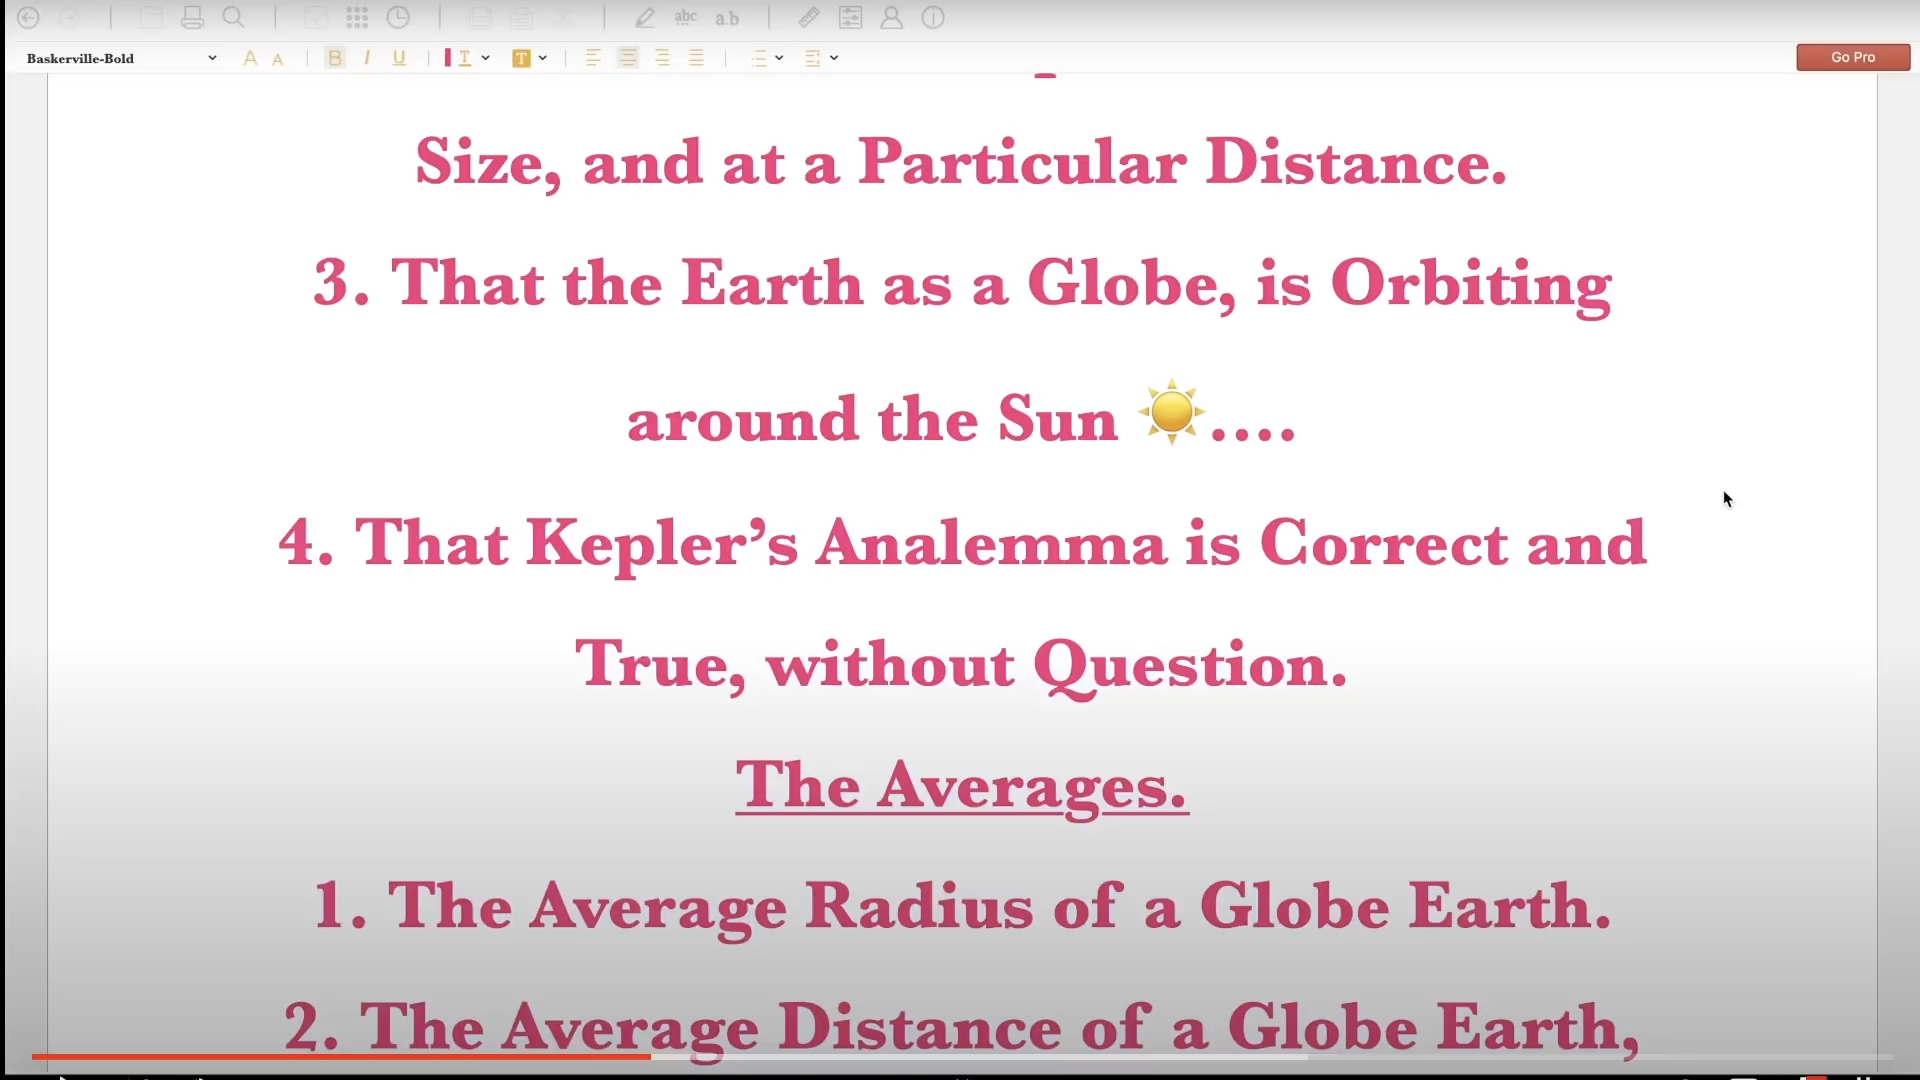 abc a.b
Baskerville-Bold A A B I U T T Go Pro
Size, and at a Particular Distance.
3. That the Earth as a Globe, is Orbiting
around the Sun ☀️....
4. That Kepler’s Analemma is Correct and
True, without Question.
The Averages.
1. The Average Radius of a Globe Earth.
2. The Average Distance of a Globe Earth,